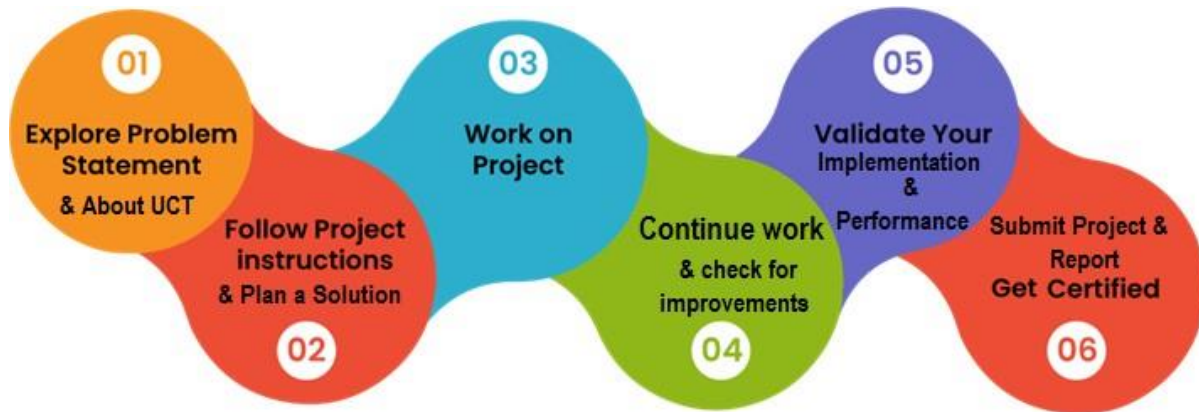 01
Explore Problem
Statement
& About UCT
Follow Project
instructions
& Plan a Solution
02
03
Work on
Project
Continue work
& check for
improvements
04
05
Validate Your
Implementation
&
Performance
Submit Project &
Report
Get Certified
06